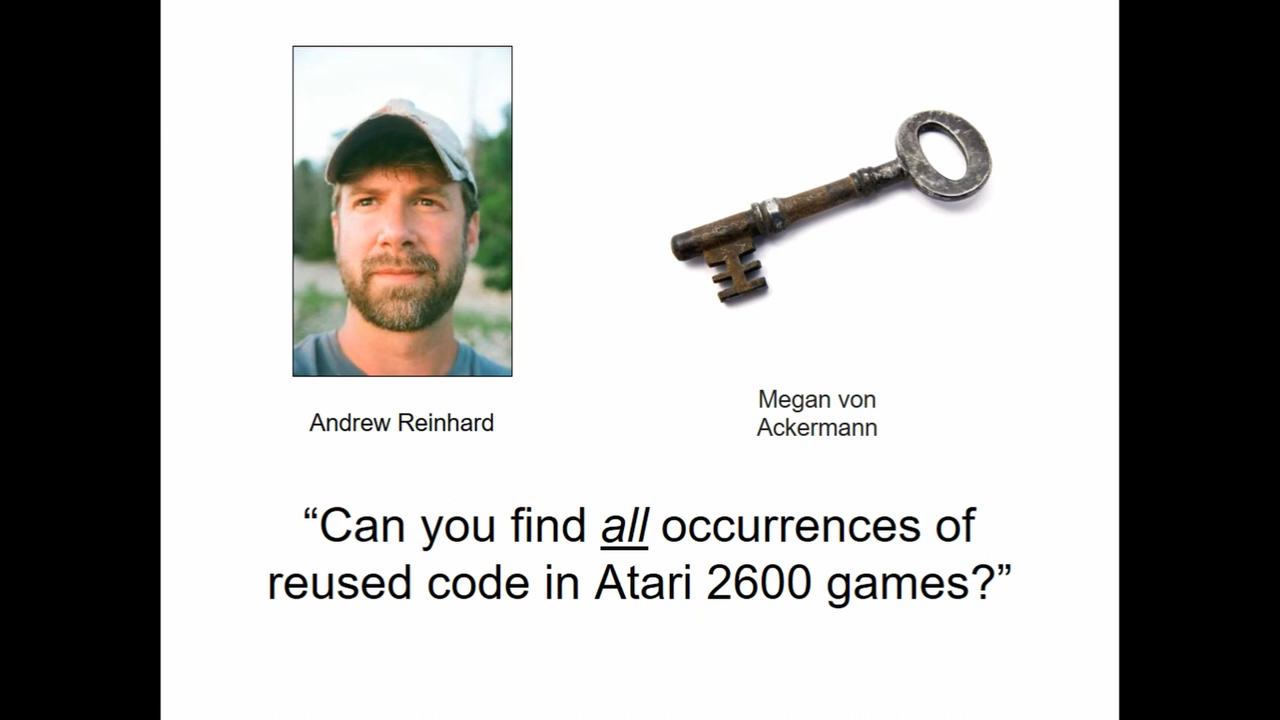 Andrew Reinhard
Megan von
Ackermann
“Can you find all occurrences of
reused code in Atari 2600 games?”